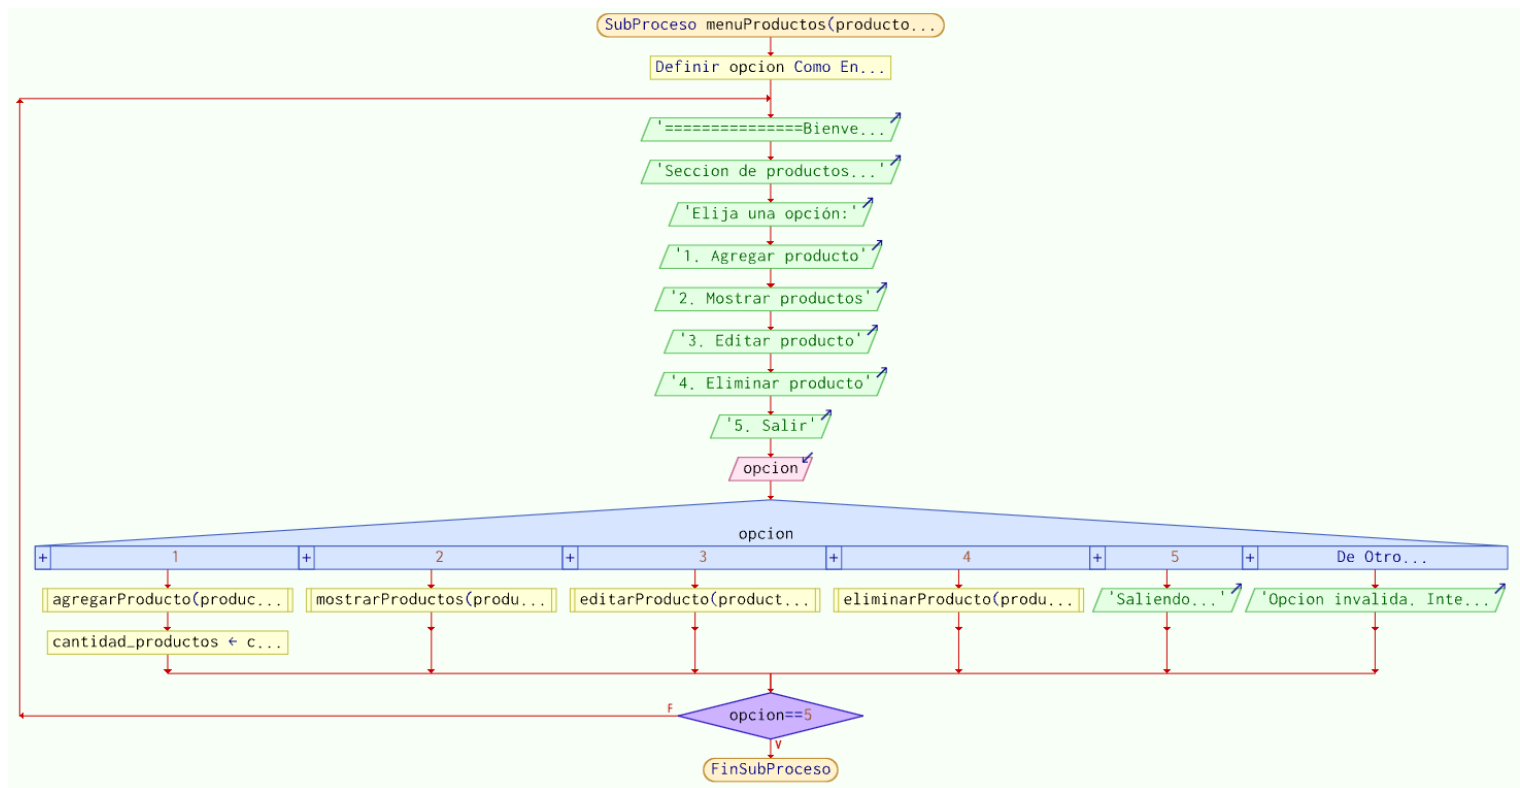 SubProceso menuProductos(producto...
Definir opcion Como En...
'===============Bienve...
'Seccion de productos...'
'Elija una opción:'
'1. Agregar producto'
'2. Mostrar productos'
'3. Editar producto'
'4. Eliminar producto'
'5. Salir'
opcion
opcion
+ 1 + 2 + 3 + 4 + 5 + De Otro...
agregarProducto(produc... mostrarProductos(produ... editarProducto(product... eliminarProducto(produ... 'Saliendo...' 'Opcion invalida. Inte...
cantidad_productos ← c...
F opcion==5
V
FinSubProceso